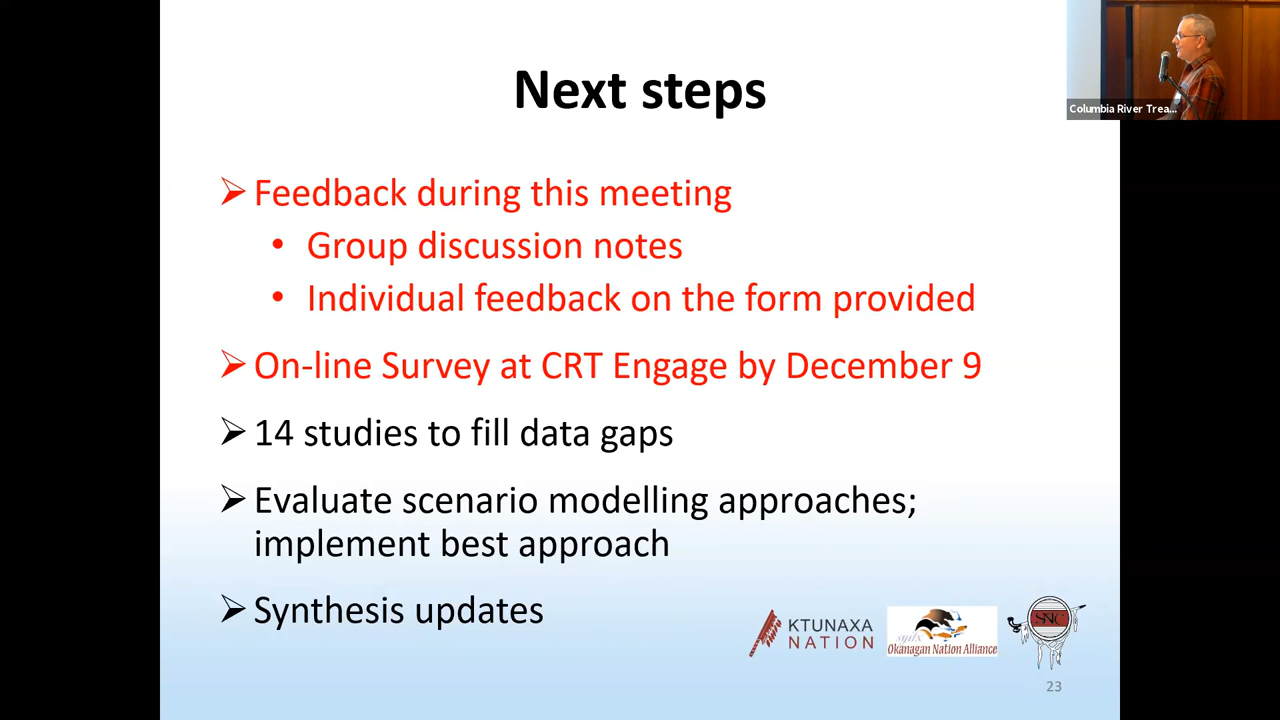 Next steps
Columbia River Trea...
Feedback during this meeting
Group discussion notes
Individual feedback on the form provided
On-line Survey at CRT Engage by December 9
14 studies to fill data gaps
Evaluate scenario modelling approaches;
implement best approach
Synthesis updates
KTUNAXA
NATION
syilx
Okanagan Nation Alliance
SNC
23